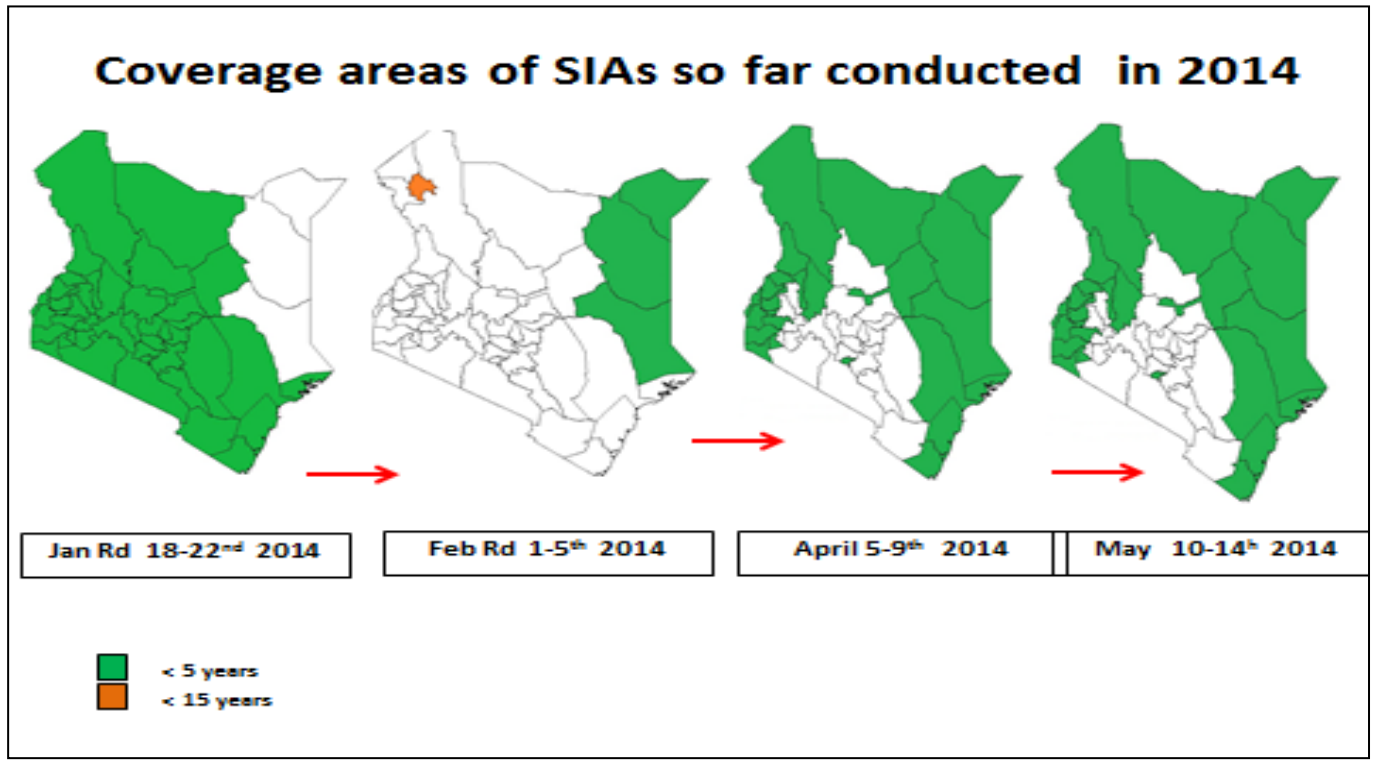 Coverage areas of SIAs so far conducted in 2014
Jan Rd 18-22nd 2014
Feb Rd 1-5th 2014
April 5-9th 2014
May 10-14h 2014
< 5 years
< 15 years